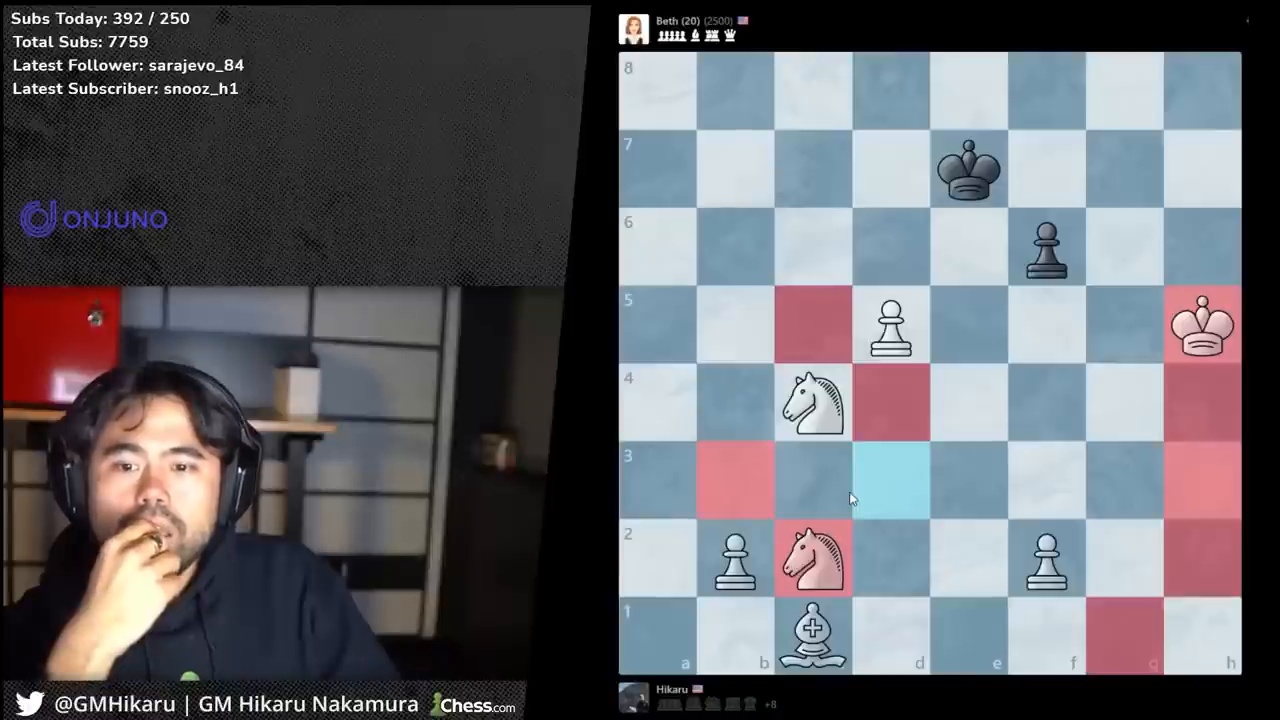 Subs Today: 392 / 250
Total Subs: 7759
Latest Follower: sarajevo_84
Latest Subscriber: snooz_h1
ONJUNO
@GMHikaru | GM Hikaru Nakamura Chess.com
Beth (20) (2500)
8
7
6
5
4
3
2
1
a b c d e f g h
Hikaru
+8